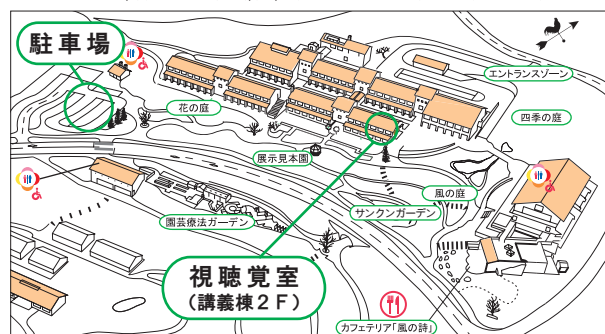 駐車場
エントランスゾーン
花の庭
四季の庭
展示見本園
風の庭
サンクンガーデン
園芸療法ガーデン
視聴覚室
(講義棟2F)
カフェテリア「風の詩」